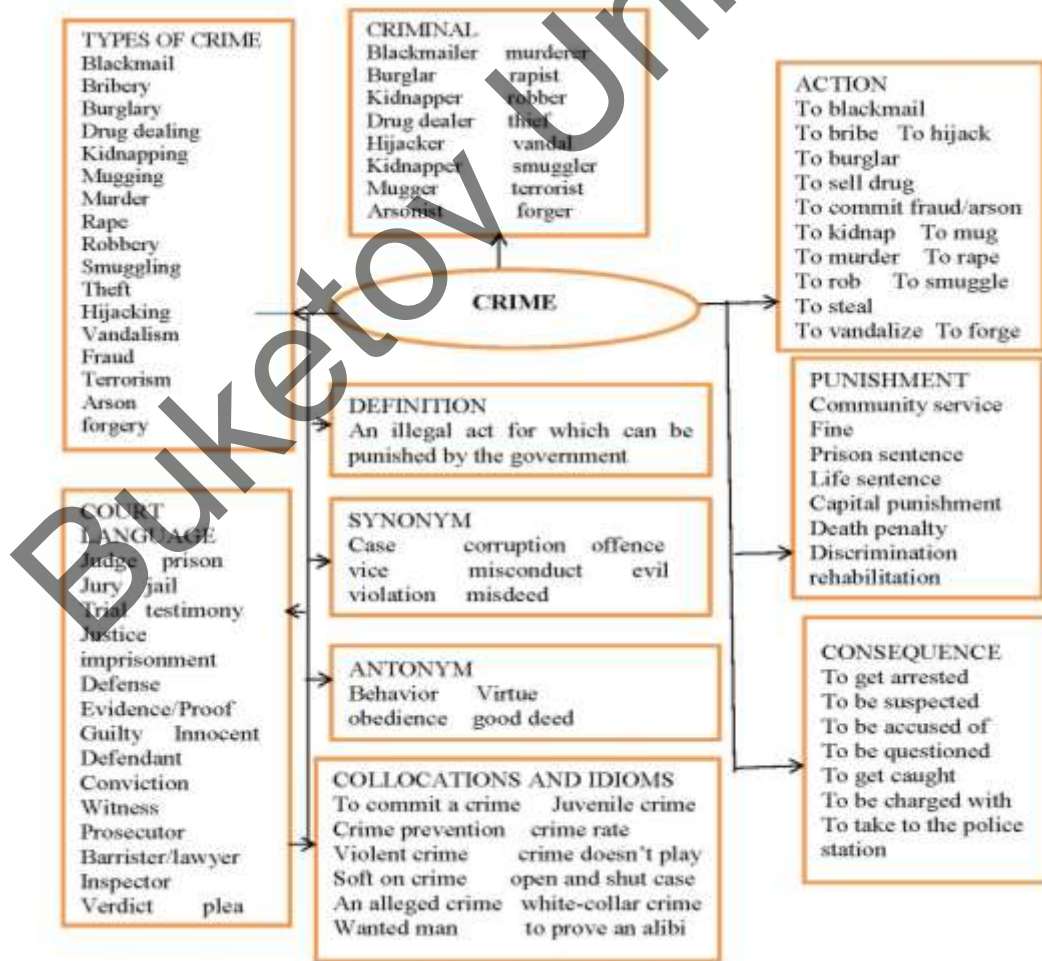 TYPES OF CRIME
Blackmail
Bribery
Burglary
Drug dealing
Kidnapping
Mugging
Murder
Rape
Robbery
Smuggling
Theft
Hijacking
Vandalism
Fraud
Terrorism
Arson
forgery
CRIMINAL
Blackmailer murderer
Burglar rapist
Kidnapper robber
Drug dealer thief
Hijacker vandal
Kidnapper smuggler
Mugger terrorist
Arsonist forger
ACTION
To blackmail
To bribe To hijack
To burglar
To sell drug
To commit fraud/arson
To kidnap To mug
To murder To rape
To rob To smuggle
To steal
To vandalize To forge
CRIME
DEFINITION
An illegal act for which can be
punished by the government
PUNISHMENT
Community service
Fine
Prison sentence
Life sentence
Capital punishment
Death penalty
Discrimination
rehabilitation
COURT
LANGUAGE
Judge prison
Jury jail
Trial testimony
Justice
imprisonment
Defense
Evidence/Proof
Guilty Innocent
Defendant
Conviction
Witness
Prosecutor
Barrister/lawyer
Inspector
Verdict plea
SYNONYM
Case corruption offence
vice misconduct evil
violation misdeed
ANTONYM
Behavior Virtue
obedience good deed
CONSEQUENCE
To get arrested
To be suspected
To be accused of
To be questioned
To get caught
To be charged with
To take to the police
station
COLLOCATIONS AND IDIOMS
To commit a crime Juvenile crime
Crime prevention crime rate
Violent crime crime doesn't play
Soft on crime open and shut case
An alleged crime white-collar crime
Wanted man to prove an alibi
Buketov